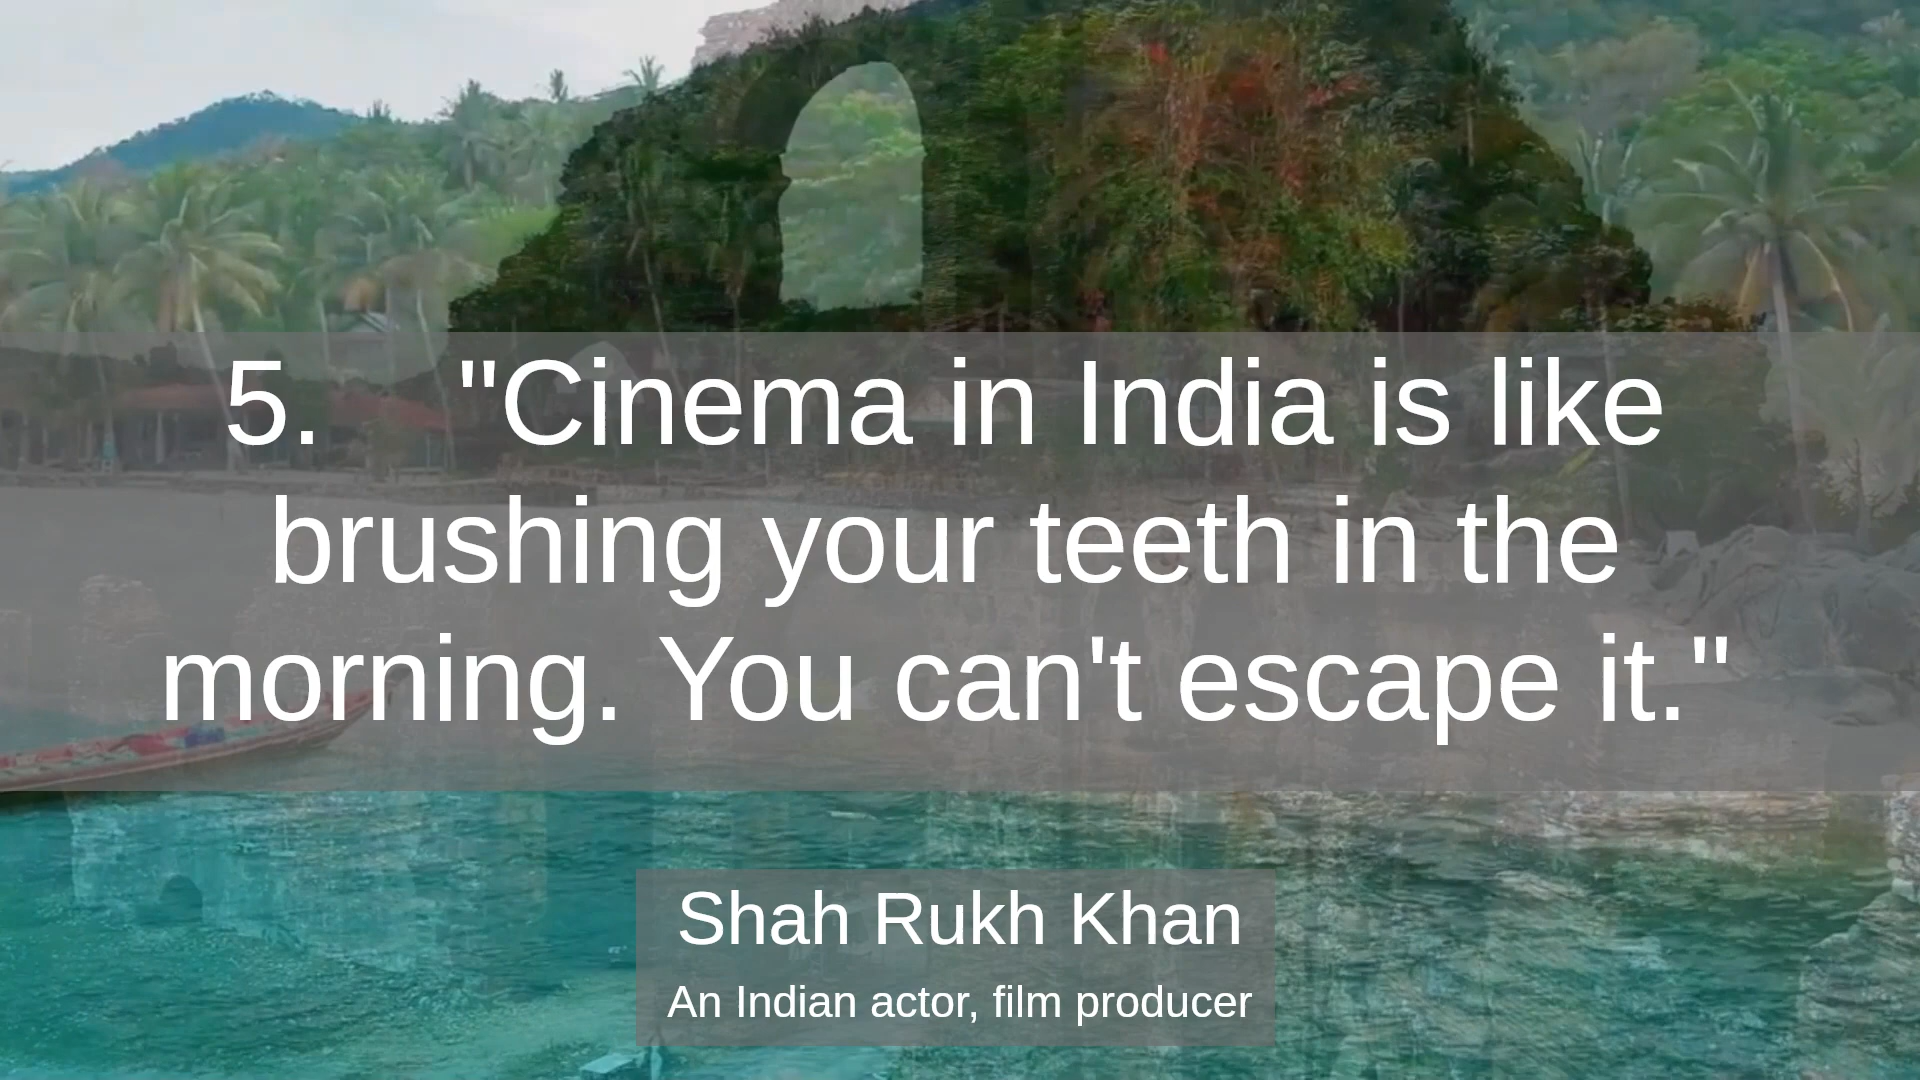 5. "Cinema in India is like
brushing your teeth in the
morning. You can't escape it."
Shah Rukh Khan
An Indian actor, film producer